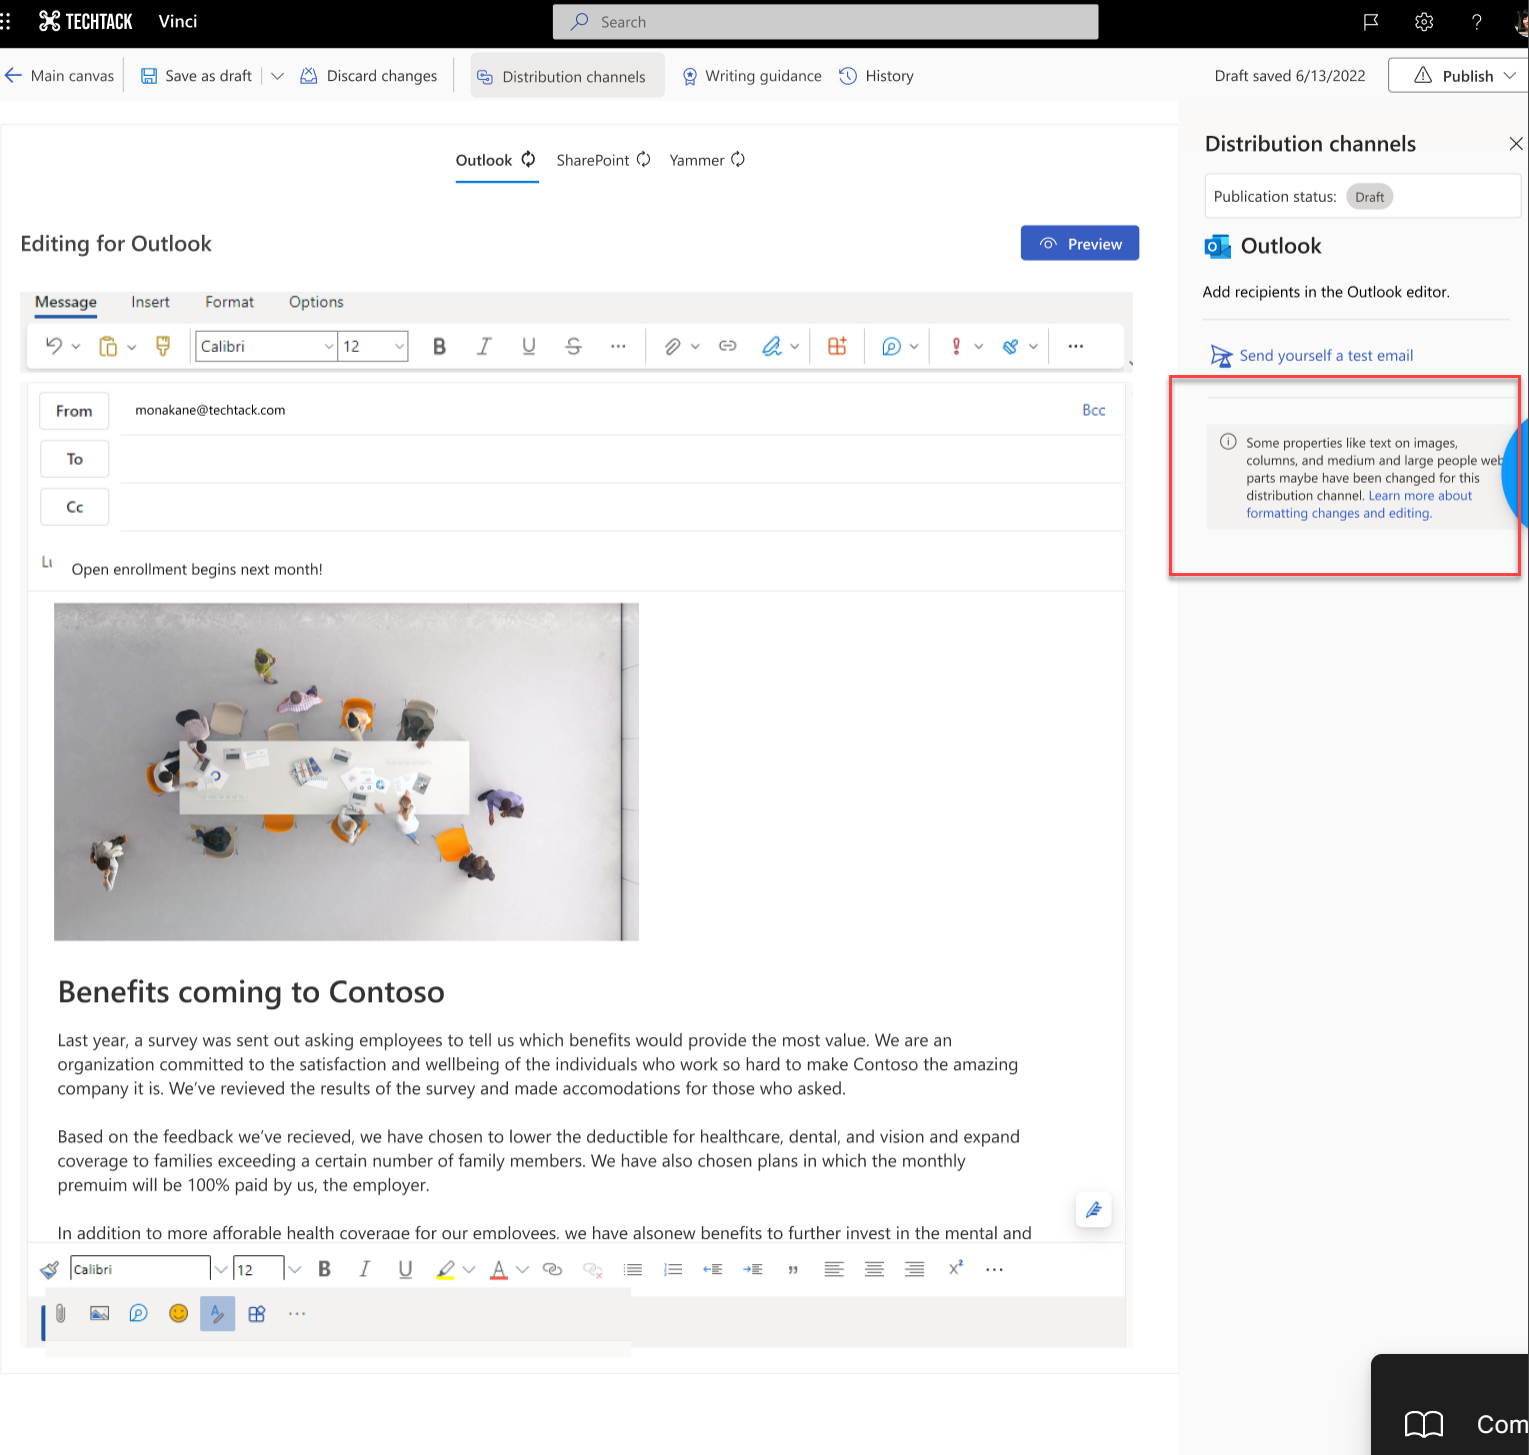 TECHTACK Vinci Search ?
Main canvas Save as draft Discard changes Distribution channels Writing guidance History Draft saved 6/13/2022 Publish
Outlook SharePoint Yammer
Editing for Outlook
Preview
Message Insert Format Options
Calibri 12 B I U S ...
From monakane@techtack.com Bcc
To
Cc
Open enrollment begins next month!
Benefits coming to Contoso
Last year, a survey was sent out asking employees to tell us which benefits would provide the most value. We are an
organization committed to the satisfaction and wellbeing of the individuals who work so hard to make Contoso the amazing
company it is. We've revieved the results of the survey and made accomodations for those who asked.
Based on the feedback we've recieved, we have chosen to lower the deductible for healthcare, dental, and vision and expand
coverage to families exceeding a certain number of family members. We have also chosen plans in which the monthly
premuim will be 100% paid by us, the employer.
In addition to more afforable health coverage for our employees, we have alsonew benefits to further invest in the mental and
Calibri 12 B I U A x²
Distribution channels
Publication status: Draft
Outlook
Add recipients in the Outlook editor.
Send yourself a test email
Some properties like text on images,
columns, and medium and large people web
parts maybe have been changed for this
distribution channel. Learn more about
formatting changes and editing.
Com